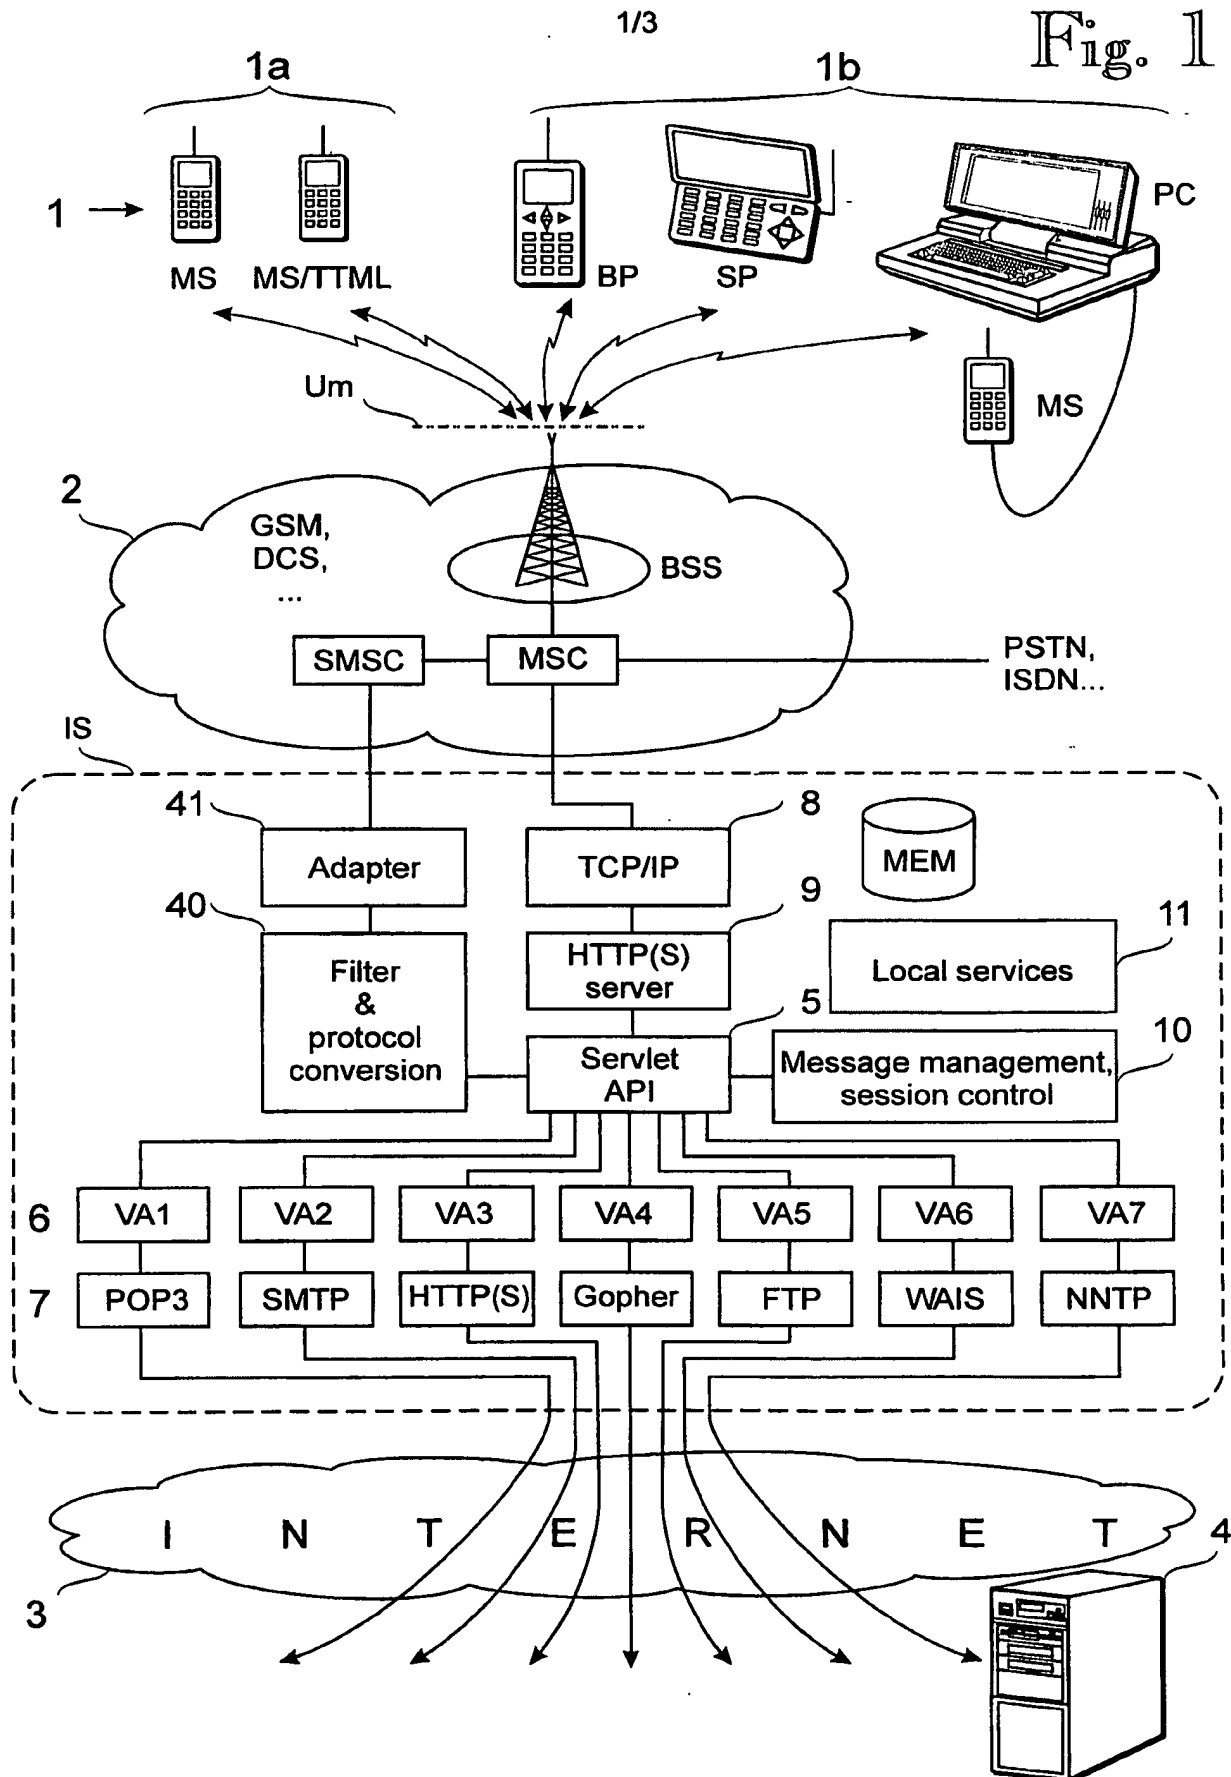 1/3
Fig. 1
1a
1b
1
MS
MS/TTML
BP
SP
PC
MS
Um
2
GSM,
DCS,
...
BSS
SMSC
MSC
PSTN,
ISDN...
IS
41
8
Adapter
TCP/IP
MEM
40
9
11
Filter
&
protocol
conversion
HTTP(S)
server
Local services
5
10
Servlet
API
Message management,
session control
6
VA1
VA2
VA3
VA4
VA5
VA6
VA7
7
POP3
SMTP
HTTP(S)
Gopher
FTP
WAIS
NNTP
I N T E R N E T
4
3